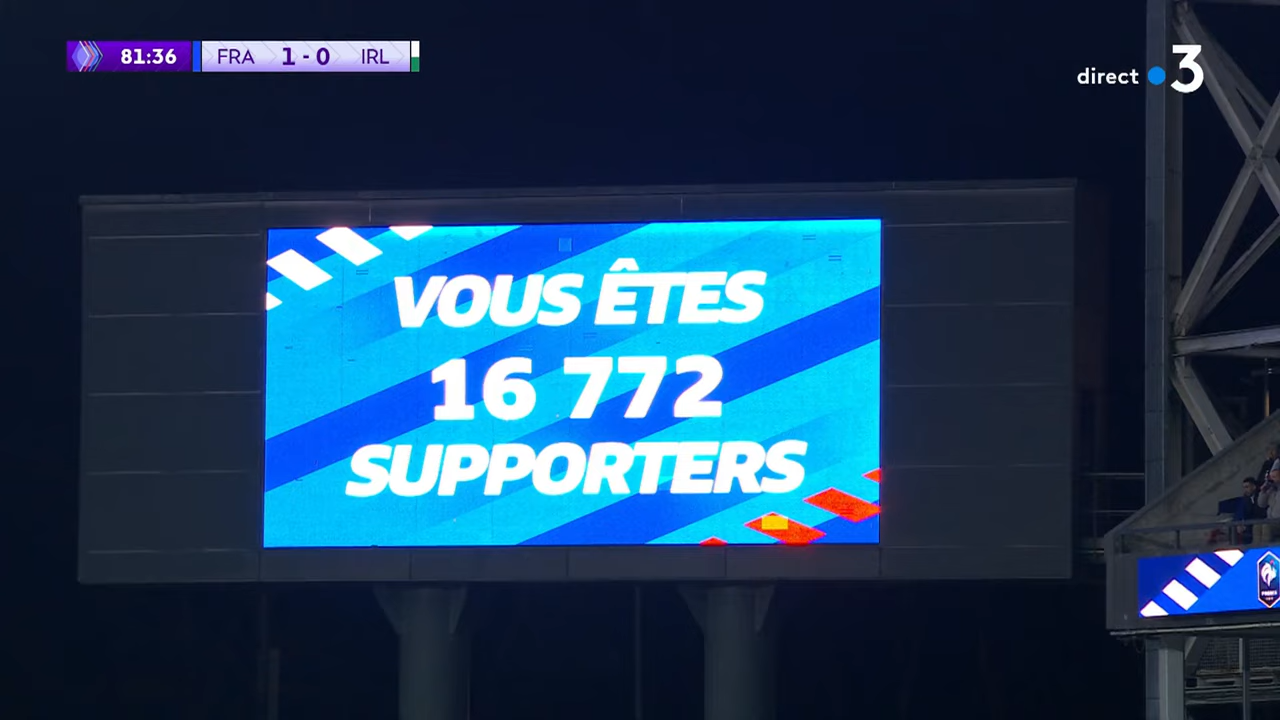 81:36 FRA 1 - 0 IRL
direct 3
VOUS ÊTES
16 772
SUPPORTERS